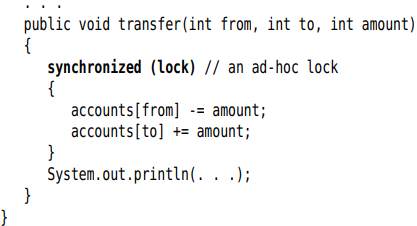 . . .
public void transfer(int from, int to, int amount)
{
synchronized (lock) // an ad-hoc lock
{
accounts[from] -= amount;
accounts[to] += amount;
}
System.out.println(. . .);
}
}